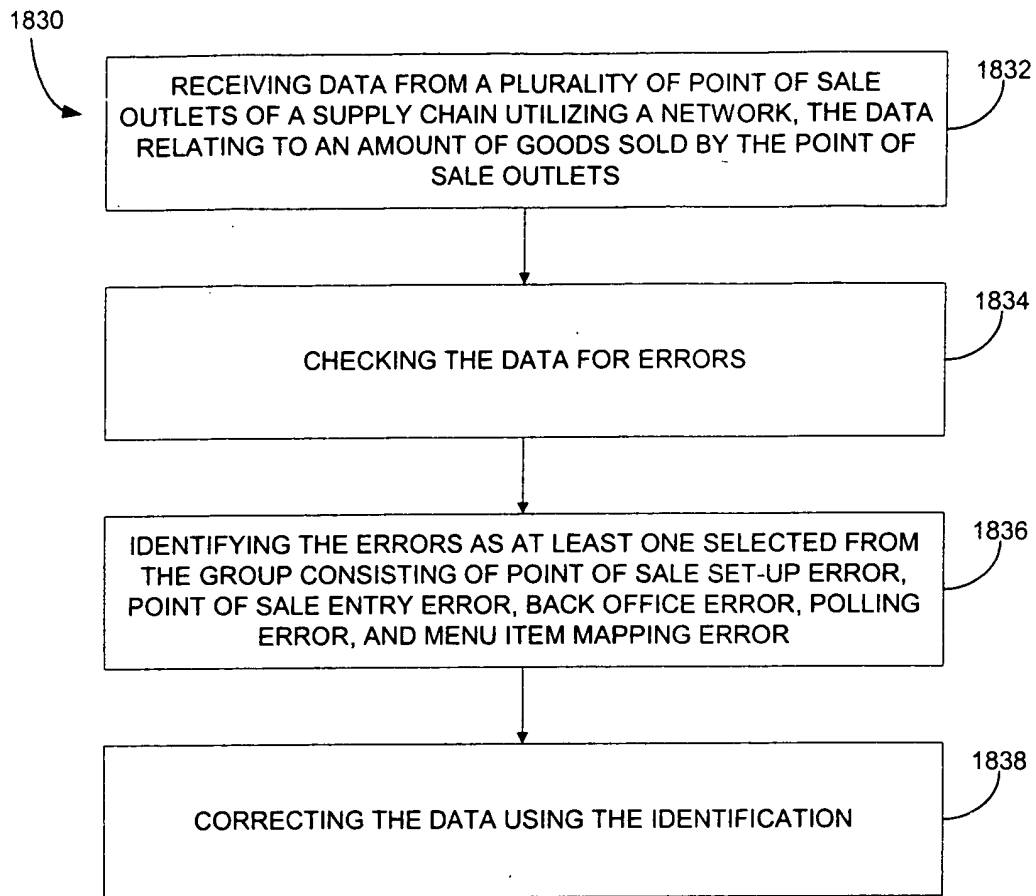 1830
RECEIVING DATA FROM A PLURALITY OF POINT OF SALE
OUTLETS OF A SUPPLY CHAIN UTILIZING A NETWORK, THE DATA
RELATING TO AN AMOUNT OF GOODS SOLD BY THE POINT OF
SALE OUTLETS
1832
CHECKING THE DATA FOR ERRORS
1834
IDENTIFYING THE ERRORS AS AT LEAST ONE SELECTED FROM
THE GROUP CONSISTING OF POINT OF SALE SET-UP ERROR,
POINT OF SALE ENTRY ERROR, BACK OFFICE ERROR, POLLING
ERROR, AND MENU ITEM MAPPING ERROR
1836
CORRECTING THE DATA USING THE IDENTIFICATION
1838